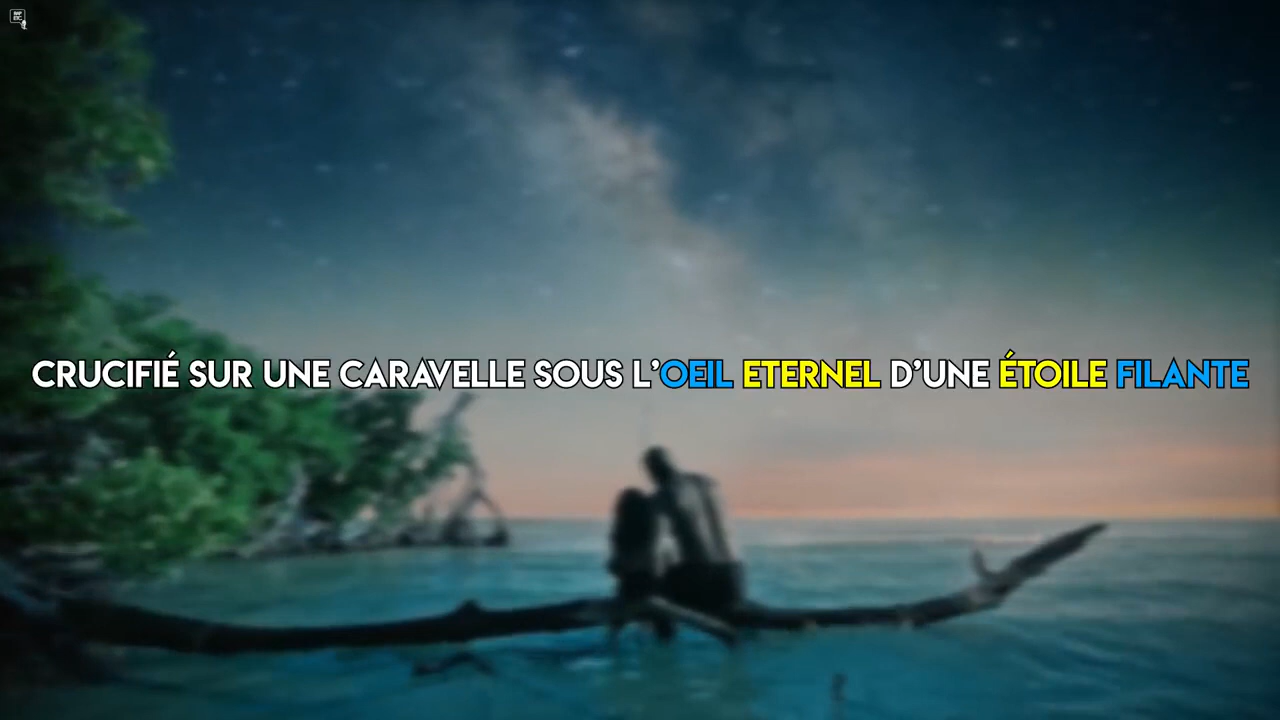 CRUCIFIÉ SUR UNE CARAVELLE SOUS L’OEIL ETERNEL D’UNE ÉTOILE FILANTE